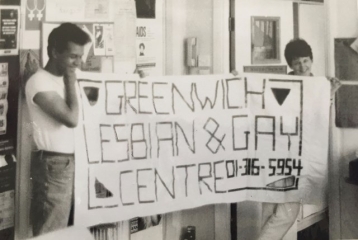 GREENWICH
LESBIAN & GAY
CENTRE 01-316-5954
AIDS